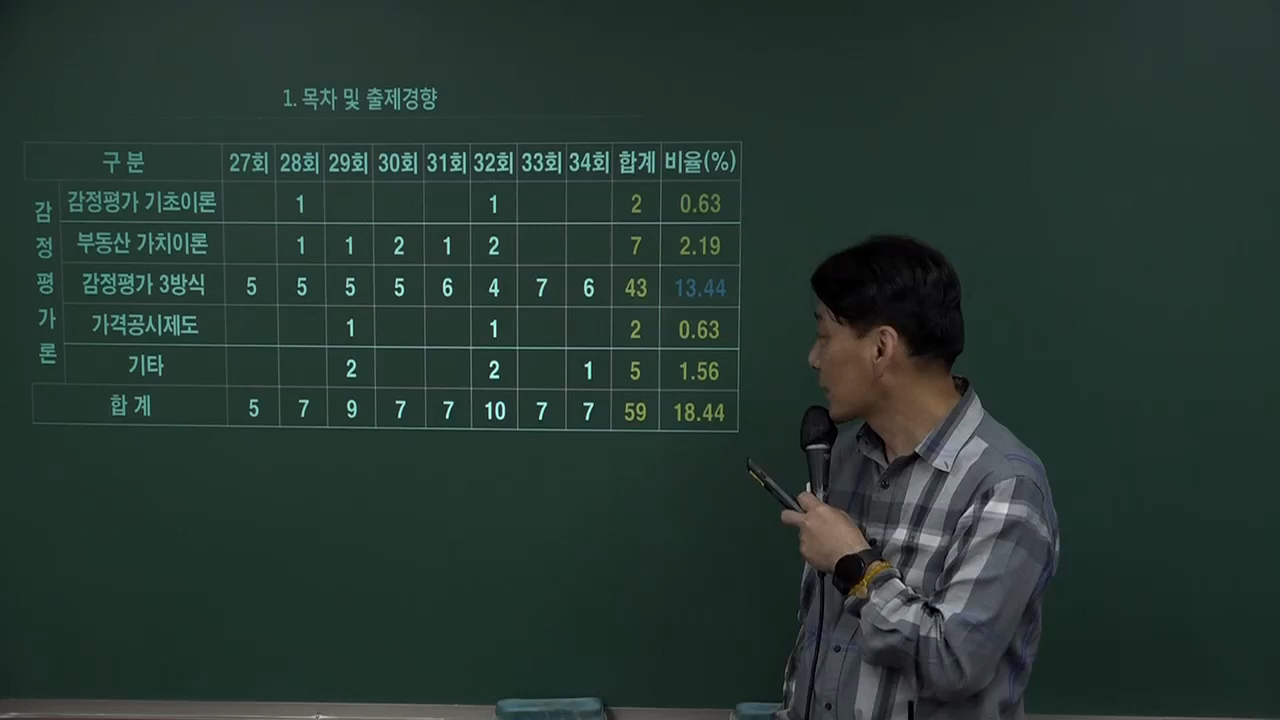 1. 목차 및 출제경향
구 분 27회 28회 29회 30회 31회 32회 33회 34회 합계 비율(%)
감정평가론
감정평가 기초이론 1 1 2 0.63
부동산 가치이론 1 1 2 1 2 7 2.19
감정평가 3방식 5 5 5 5 6 4 7 6 43 13.44
가격공시제도 1 1 2 0.63
기타 2 2 1 5 1.56
합 계 5 7 9 7 7 10 7 7 59 18.44